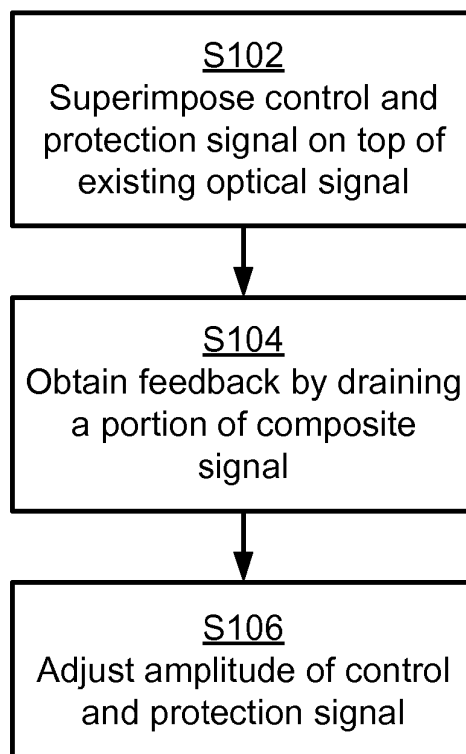 S102
Superimpose control and
protection signal on top of
existing optical signal
S104
Obtain feedback by draining
a portion of composite
signal
S106
Adjust amplitude of control
and protection signal